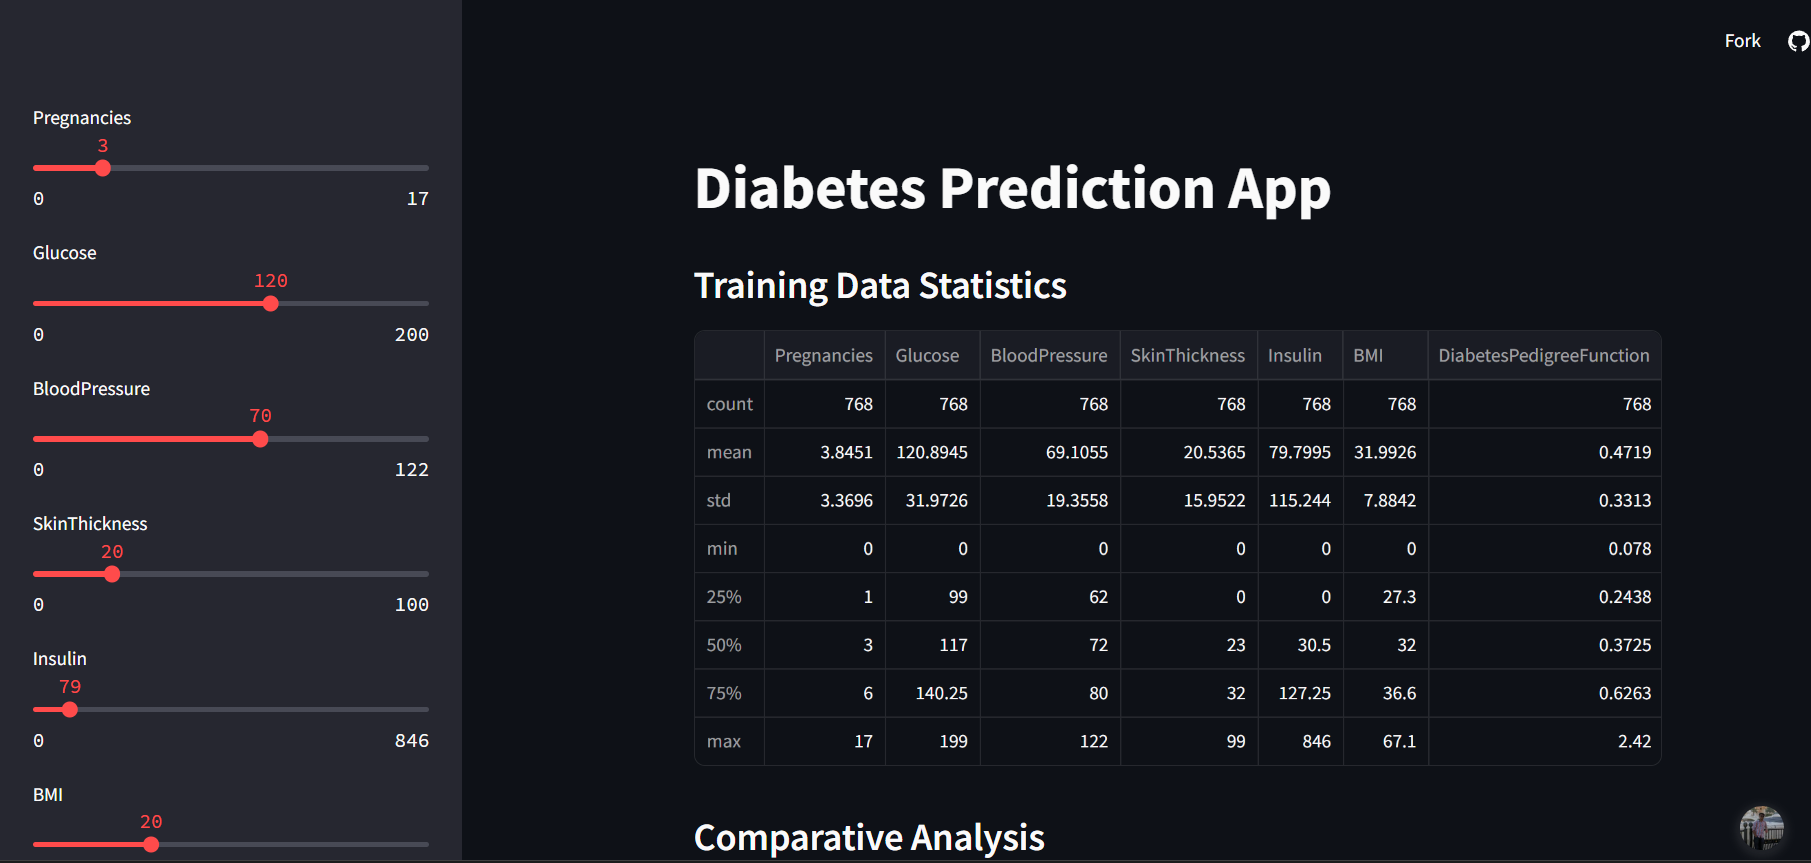 Fork
Pregnancies
3
0 17
Glucose
120
0 200
BloodPressure
70
0 122
SkinThickness
20
0 100
Insulin
79
0 846
BMI
20
Diabetes Prediction App
Training Data Statistics
Pregnancies Glucose BloodPressure SkinThickness Insulin BMI DiabetesPedigreeFunction
count 768 768 768 768 768 768 768
mean 3.8451 120.8945 69.1055 20.5365 79.7995 31.9926 0.4719
std 3.3696 31.9726 19.3558 15.9522 115.244 7.8842 0.3313
min 0 0 0 0 0 0 0.078
25% 1 99 62 0 0 27.3 0.2438
50% 3 117 72 23 30.5 32 0.3725
75% 6 140.25 80 32 127.25 36.6 0.6263
max 17 199 122 99 846 67.1 2.42
Comparative Analysis